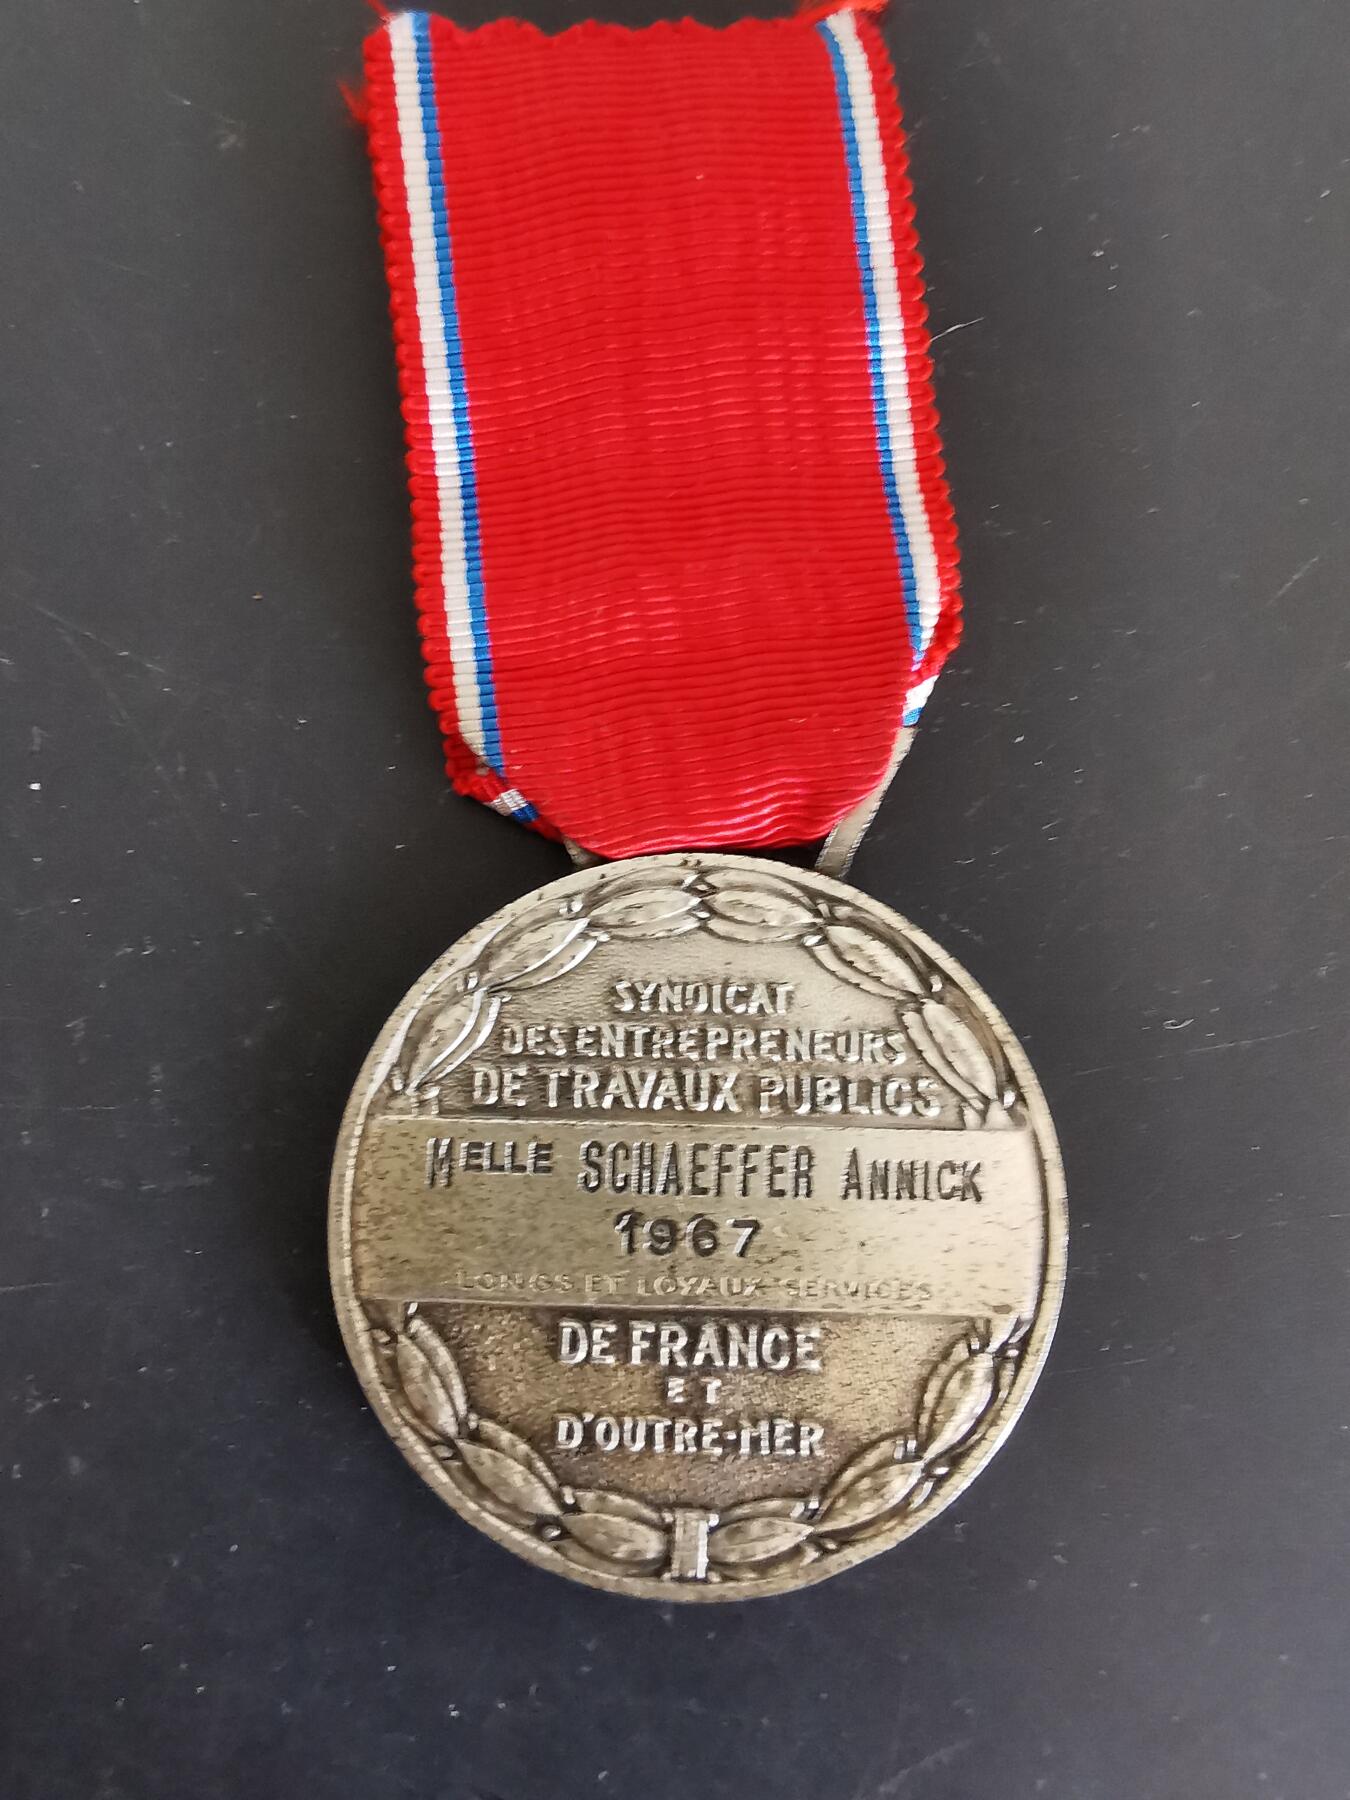 SYNDICAT
DES ENTREPRENEURS
DE TRAVAUX PUBLICS
MELLE SCHAEFFER ANNICK
1967
LONGS ET LOYAUX SERVICES
DE FRANCE
ET
D'OUTRE-MER